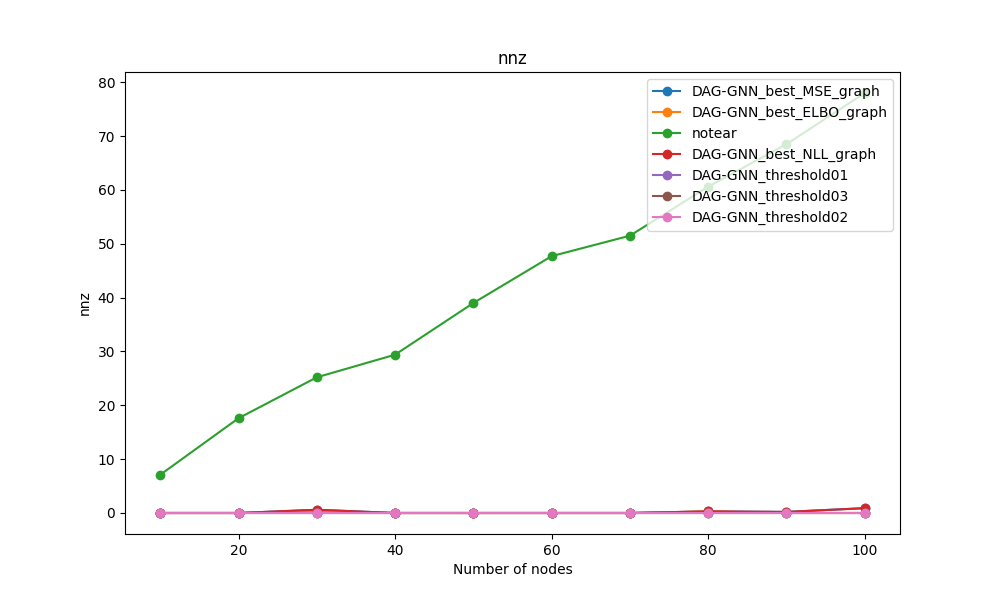 nnz
80
70
60
50
40
30
20
10
0
nnz
20
40
60
80
100
Number of nodes
DAG-GNN_best_MSE_graph
DAG-GNN_best_ELBO_graph
notear
DAG-GNN_best_NLL_graph
DAG-GNN_threshold01
DAG-GNN_threshold03
DAG-GNN_threshold02